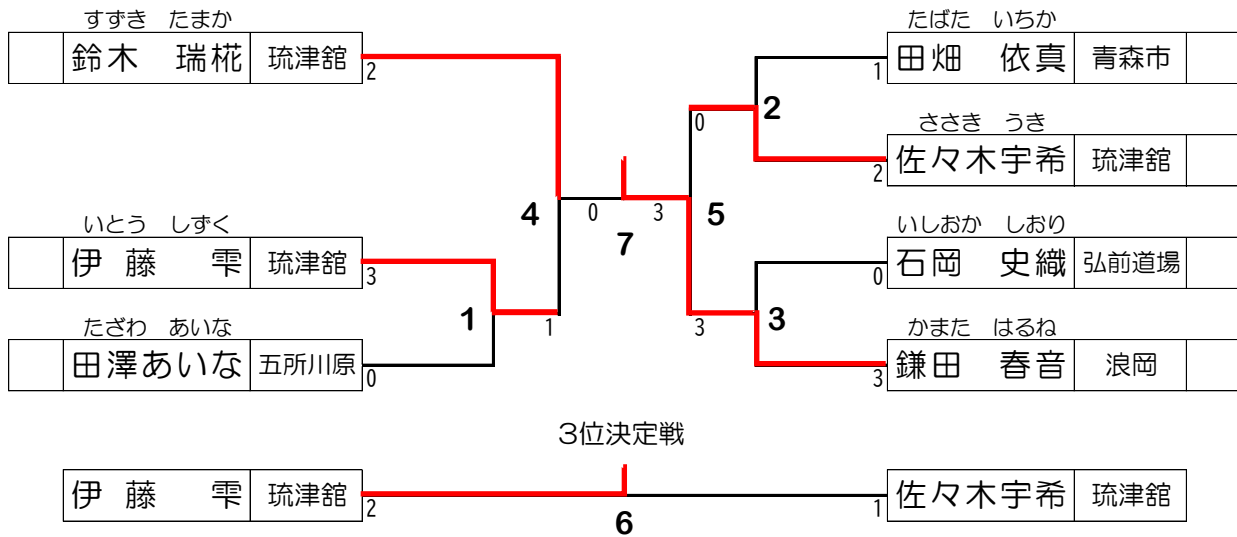 すずき たまか
鈴木 瑞椛 琉津舘
2
いとう しずく
伊藤 雫 琉津舘
3
たざわ あいな
田澤あいな 五所川原
0
1
1
4
0
7
3
5
0
3
2
3
たばた いちか
田畑 依真 青森市
1
ささき うき
佐々木宇希 琉津舘
2
いしおか しおり
石岡 史織 弘前道場
0
かまた はるね
鎌田 春音 浪岡
3
3位決定戦
伊藤 雫 琉津舘
2
6
1
佐々木宇希 琉津舘